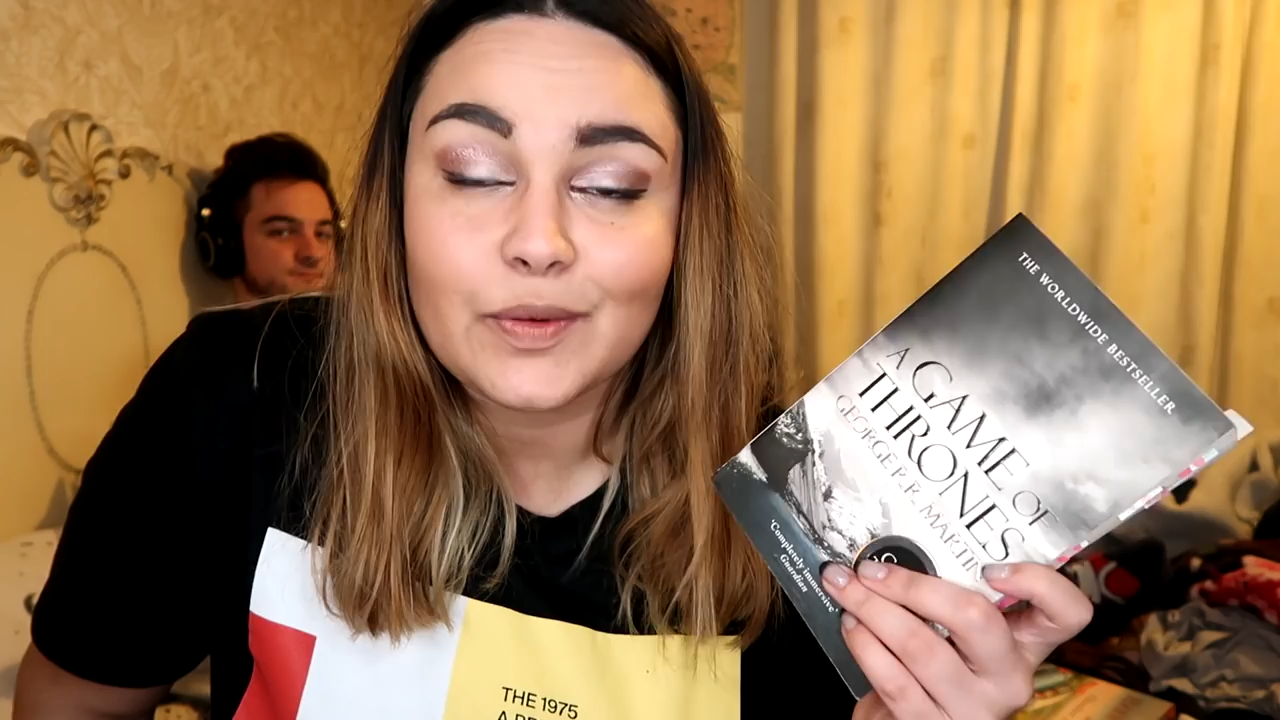 THE WORLDWIDE BESTSELLER
A GAME OF
THRONES
GEORGE R.R. MARTIN
'Completely immersive'
Guardian
THE 1975